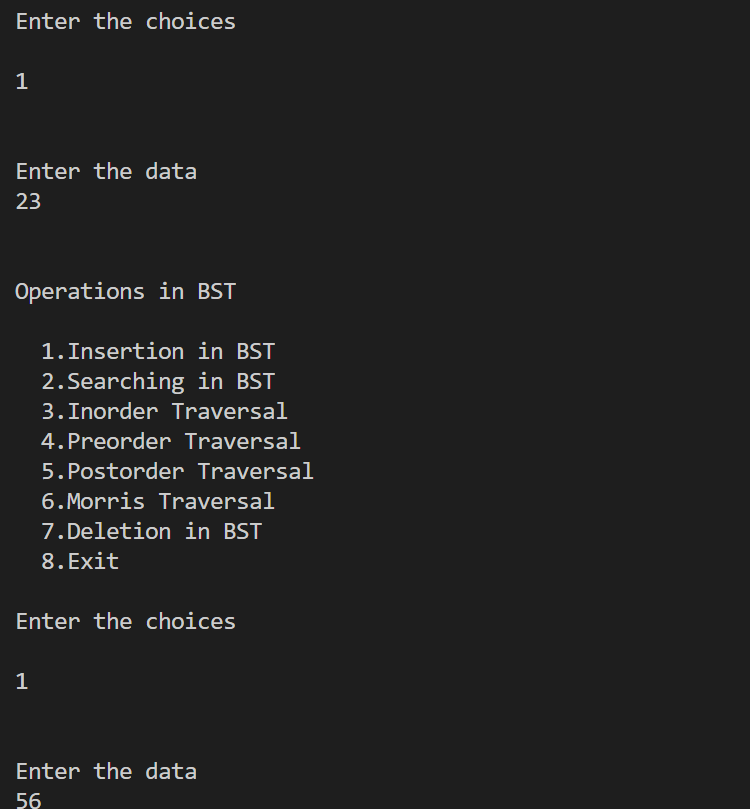 Enter the choices
1
Enter the data
23
Operations in BST
1.Insertion in BST
2.Searching in BST
3.Inorder Traversal
4.Preorder Traversal
5.Postorder Traversal
6.Morris Traversal
7.Deletion in BST
8.Exit
Enter the choices
1
Enter the data
56